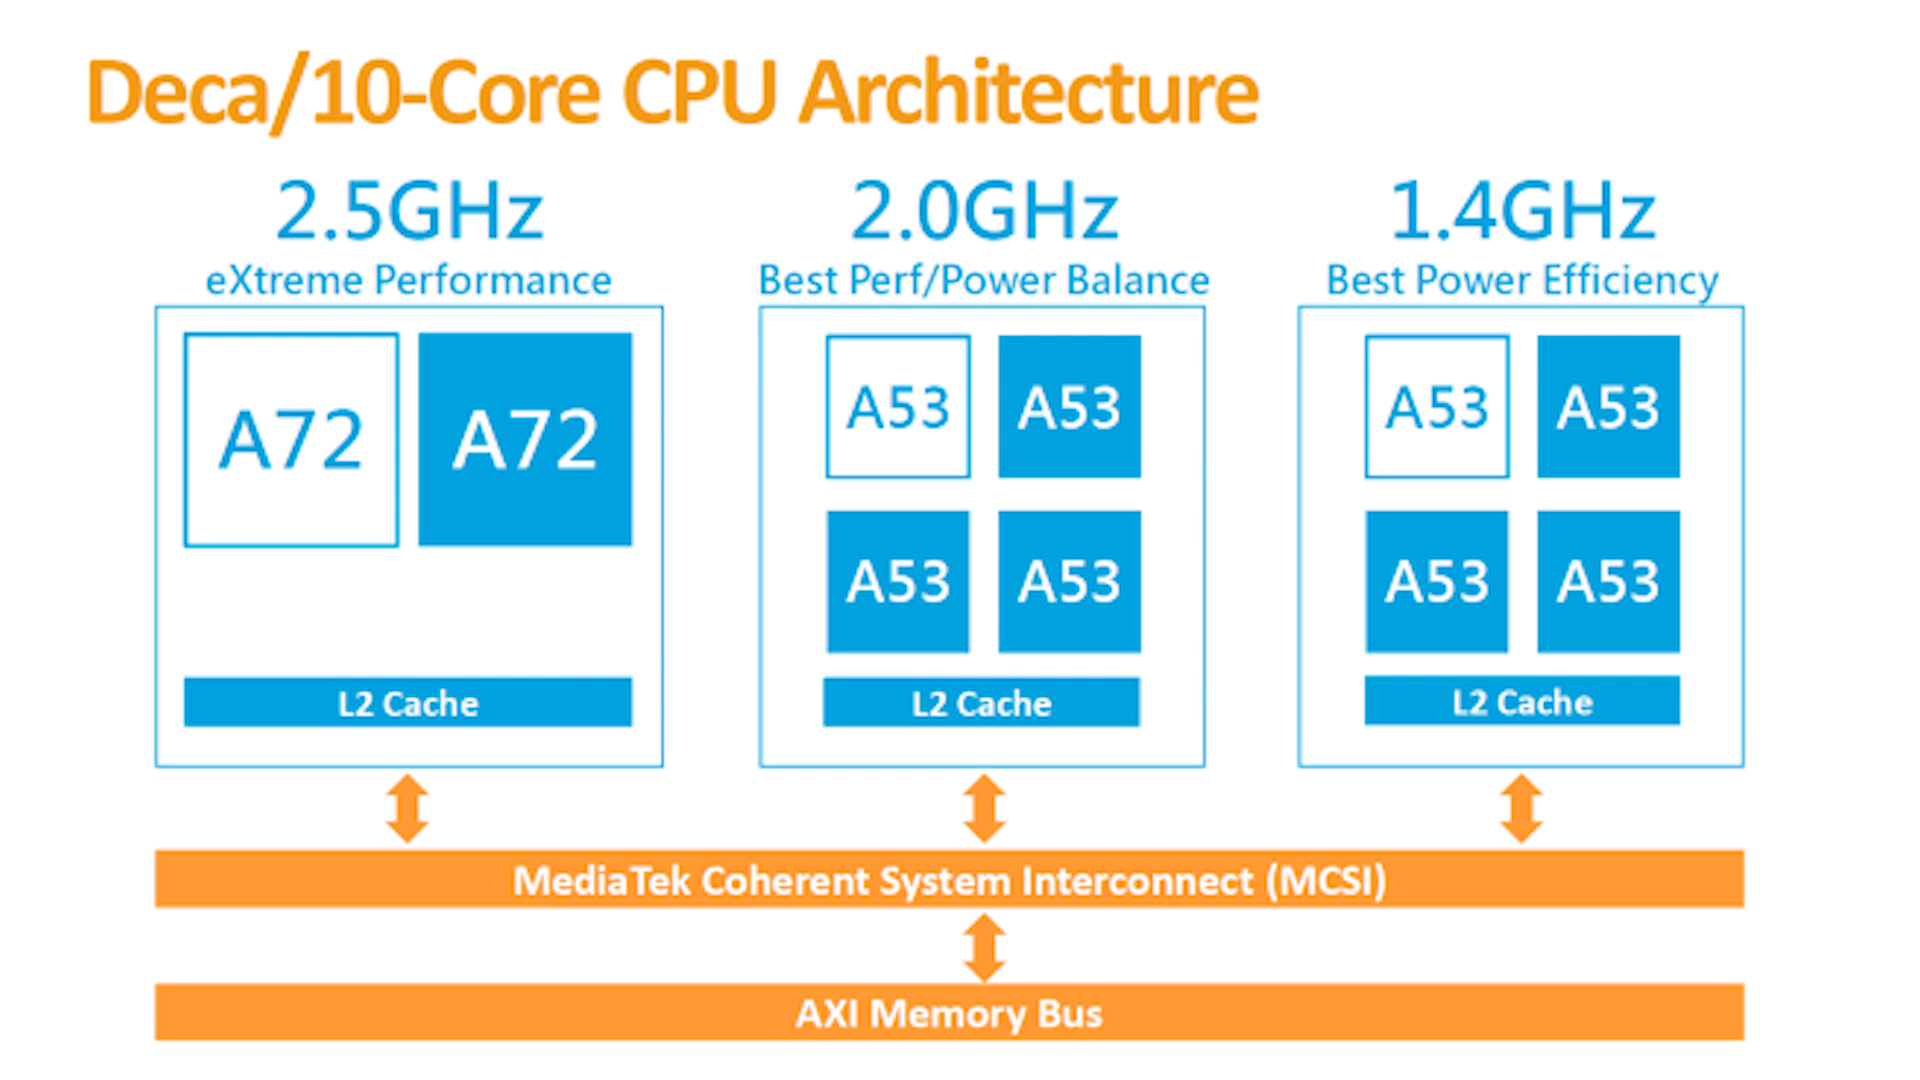 Deca/10-Core CPU Architecture
2.5GHz
eXtreme Performance
A72 A72
L2 Cache
2.0GHz
Best Perf/Power Balance
A53 A53
A53 A53
L2 Cache
1.4GHz
Best Power Efficiency
A53 A53
A53 A53
L2 Cache
MediaTek Coherent System Interconnect (MCSI)
AXI Memory Bus